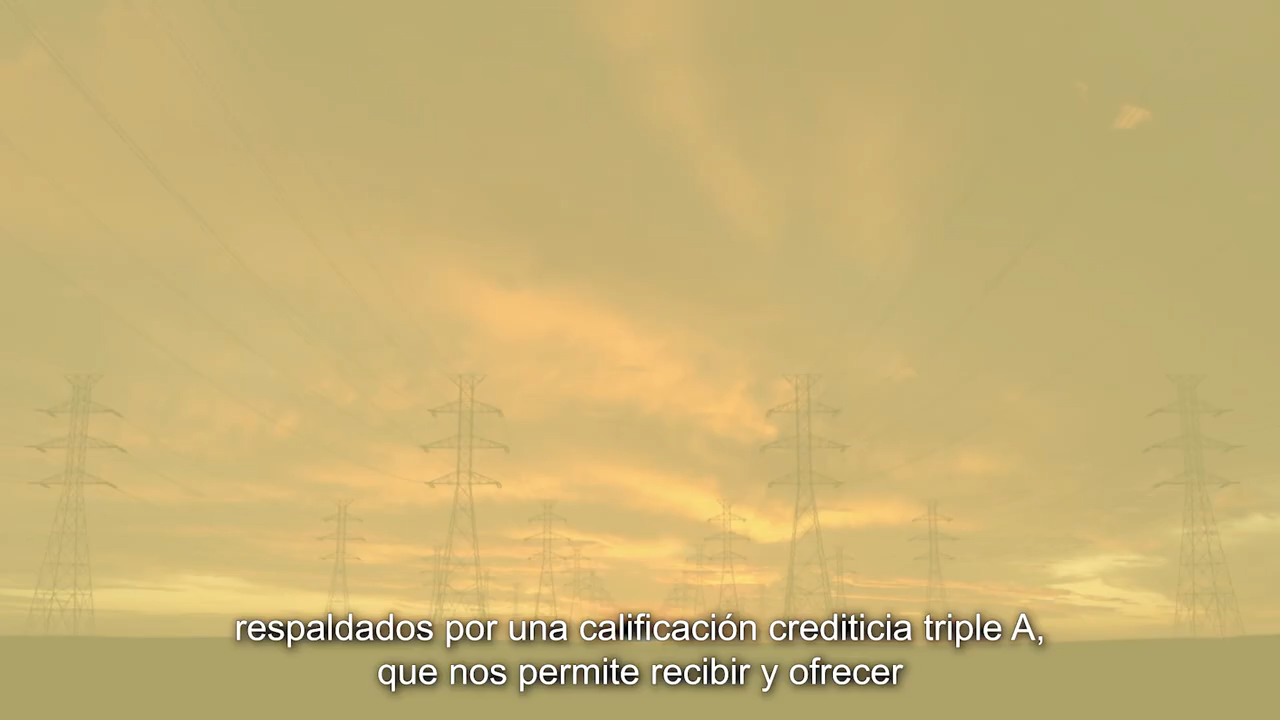 respaldados por una calificación crediticia triple A,
que nos permite recibir y ofrecer